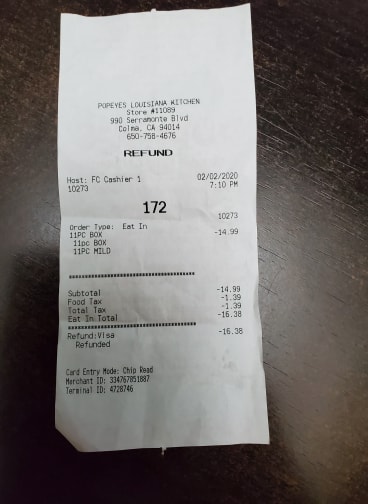 POPEYES LOUISIANA KITCHEN
Store #11089
990 Serramonte Blvd
Colma, CA 94014
650-758-4676
REFUND
Host: FC Cashier 1 02/02/2020
10273 7:10 PM
172
10273
Order Type: Eat In
11PC BOX -14.99
11pc BOX
11PC MILD
Subtotal -14.99
Food Tax -1.39
Total Tax -1.39
Eat In Total -16.38
Refund:Visa -16.38
Refunded
Card Entry Mode: Chip Read
Merchant ID: 334767851887
Terminal ID: 4728746